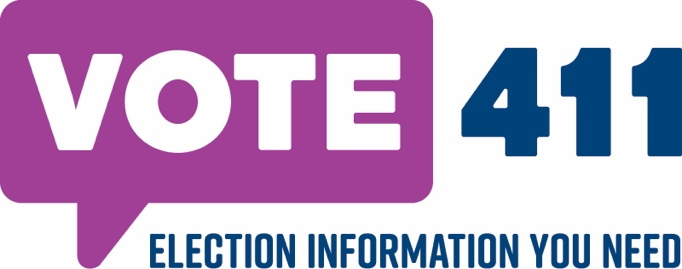 VOTE 411
ELECTION INFORMATION YOU NEED